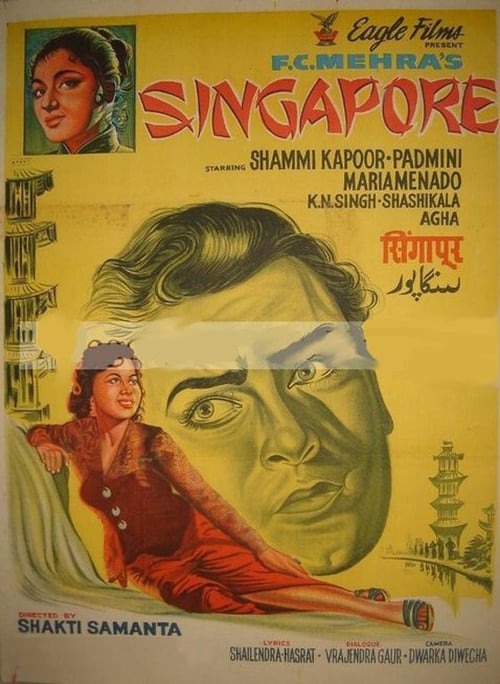 Eagle Films
PRESENT
F.C.MEHRA'S
SINGAPORE
STARRING SHAMMI KAPOOR·PADMINI
MARIAMENADO
K.N.SINGH·SHASHIKALA
AGHA
सिंगापुर
سنگاپور
DIRECTED BY
SHAKTI SAMANTA
LYRICS
SHAILENDRA-HASRAT·
DIALOGUE
VRAJENDRA GAUR·
CAMERA
DWARKA DIWECHA